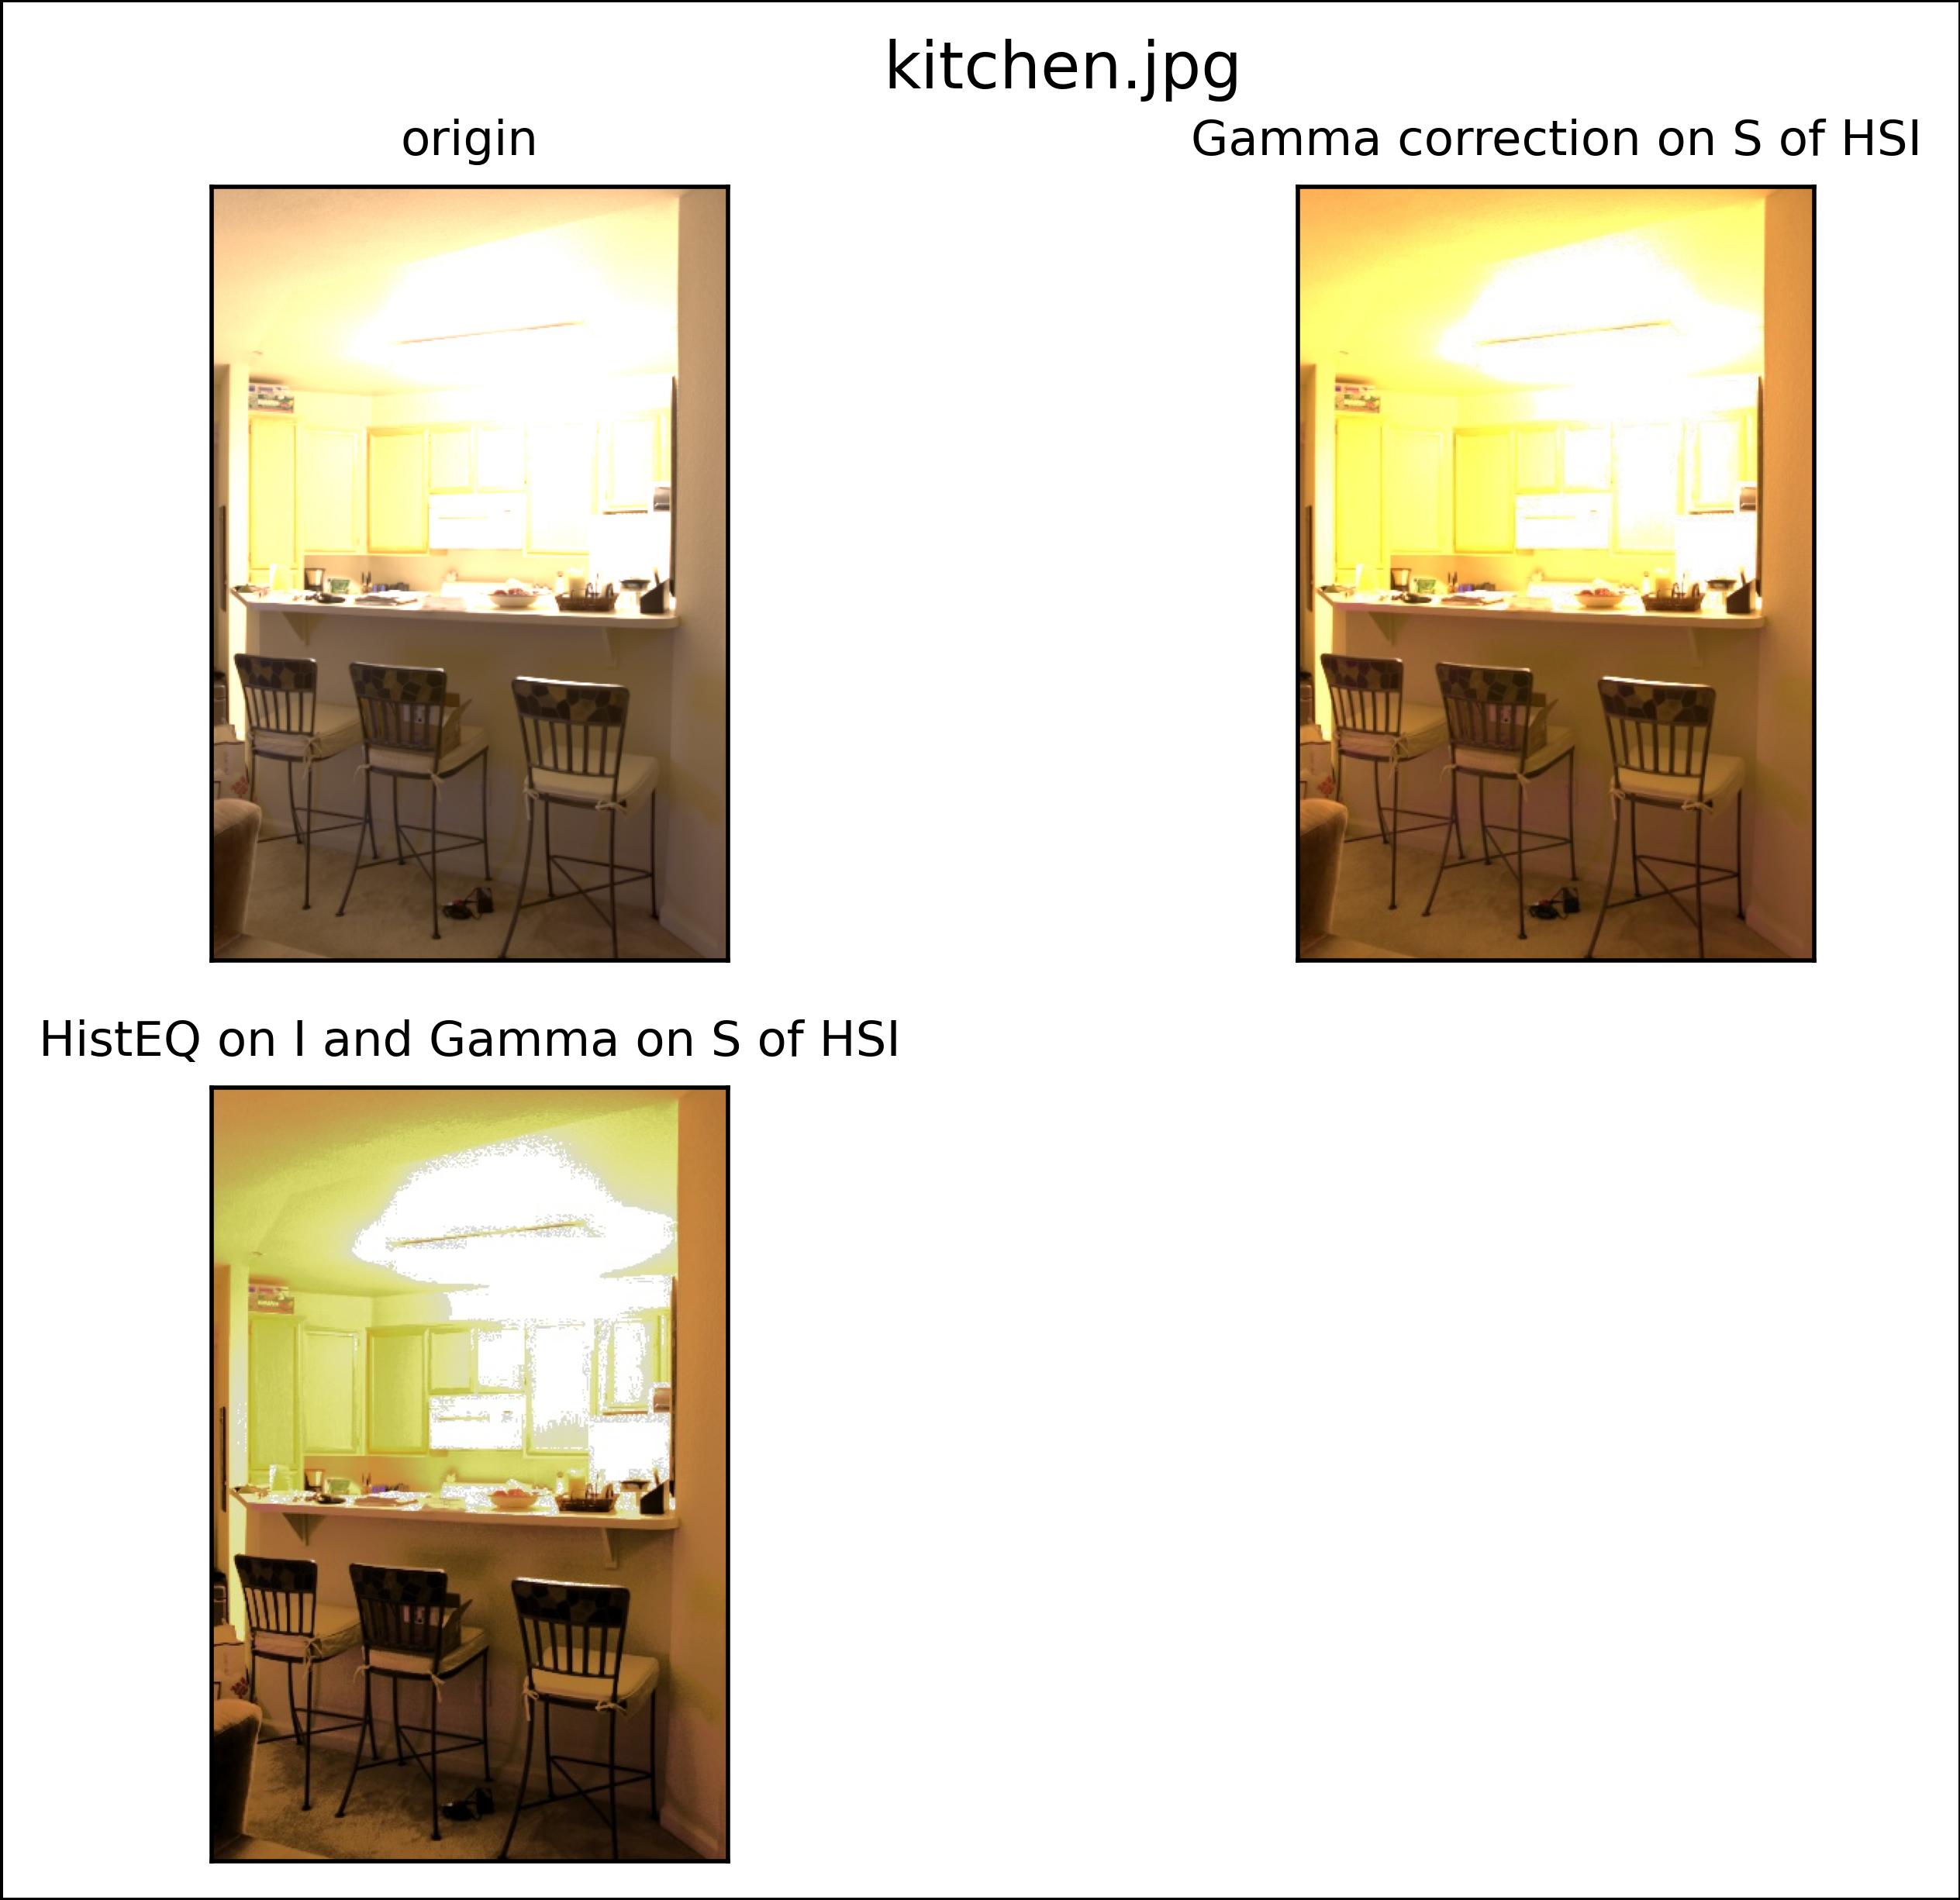 kitchen.jpg
origin
Gamma correction on S of HSI
HistEQ on I and Gamma on S of HSI